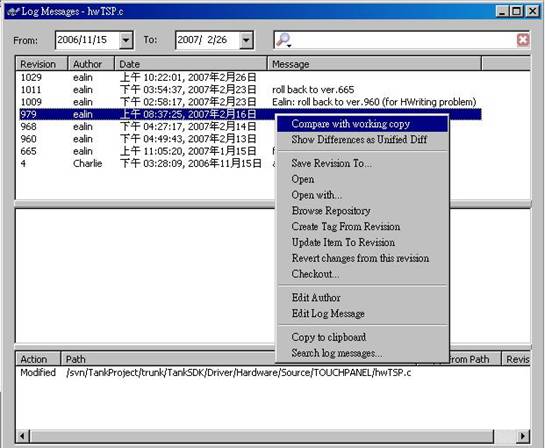 Log Messages - hwTSP.c
From: 2006/11/15 To: 2007/ 2/26
Revision Author Date Message
1029 ealin 上午 10:22:01, 2007年2月26日
1011 ealin 下午 03:54:37, 2007年2月23日 roll back to ver.665
1009 ealin 下午 02:58:17, 2007年2月23日 Ealin: roll back to ver.960 (for HWriting problem)
979 ealin 上午 08:37:25, 2007年2月16日
968 ealin 下午 04:27:17, 2007年2月14日
960 ealin 下午 04:49:43, 2007年2月13日
665 ealin 上午 11:05:20, 2007年1月15日
4 Charlie 下午 03:28:09, 2006年11月15日
Compare with working copy
Show Differences as Unified Diff
Save Revision To...
Open
Open with...
Browse Repository
Create Tag From Revision
Update Item To Revision
Revert changes from this revision
Checkout...
Edit Author
Edit Log Message
Copy to clipboard
Search log messages...
Action Path From Path Revis
Modified /svn/TankProject/trunk/TankSDK/Driver/Hardware/Source/TOUCHPANEL/hwTSP.c